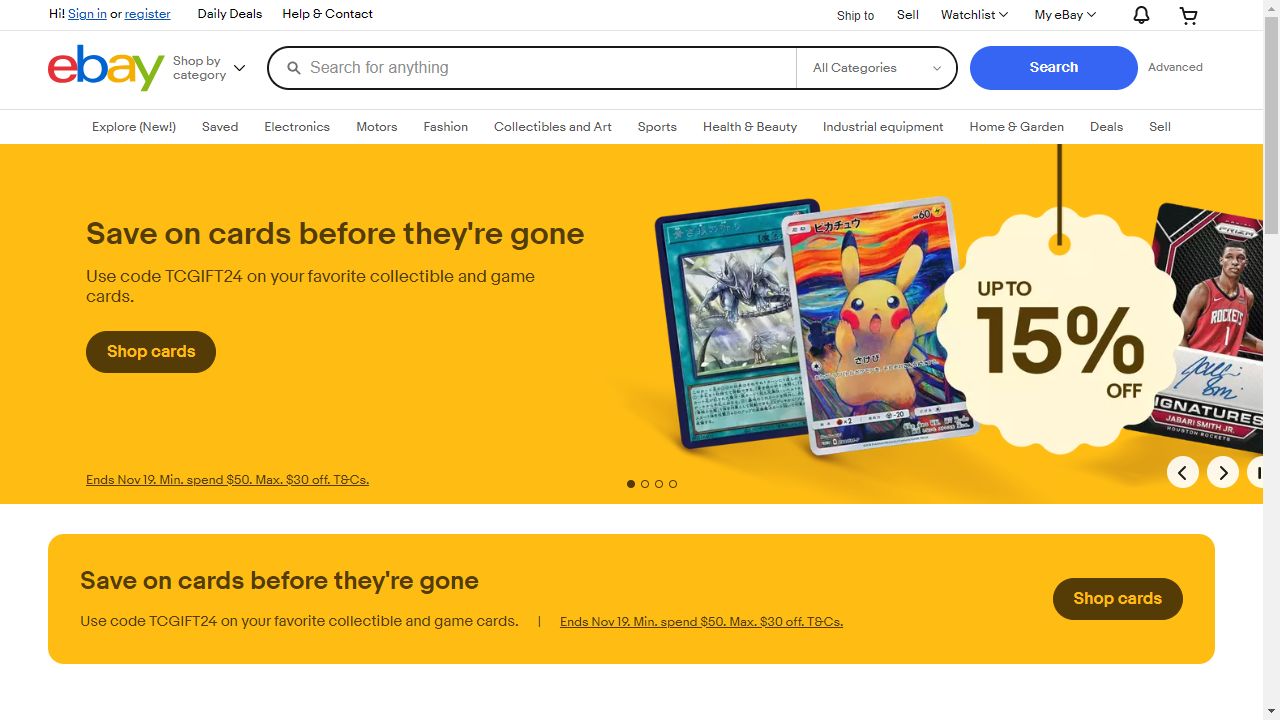 Hi! Sign in or register
Daily Deals
Help & Contact
Ship to
Sell
Watchlist
My eBay
ebay
Shop by
category
Search for anything
All Categories
Search
Advanced
Explore (New!)
Saved
Electronics
Motors
Fashion
Collectibles and Art
Sports
Health & Beauty
Industrial equipment
Home & Garden
Deals
Sell
Save on cards before they're gone
Use code TCGIFT24 on your favorite collectible and game
cards.
Shop cards
Ends Nov 19. Min. spend $50. Max. $30 off. T&Cs.
ピカチュウ
60
さけび
×2
-20
UP TO
15%
OFF
PRIZM
ROCKETS
1
SIGNATURES
JABARI SMITH JR.
HOUSTON ROCKETS
Save on cards before they're gone
Use code TCGIFT24 on your favorite collectible and game cards.
|
Ends Nov 19. Min. spend $50. Max. $30 off. T&Cs.
Shop cards